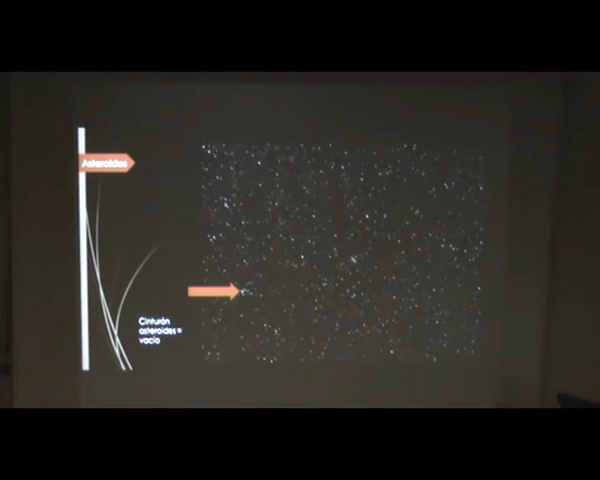 Asteroides
Cinturón
asteroides =
vacío